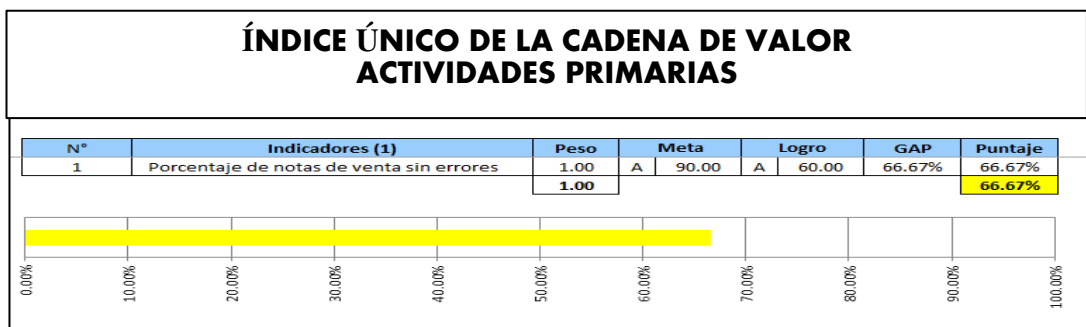 ÍNDICE ÚNICO DE LA CADENA DE VALOR
ACTIVIDADES PRIMARIAS
N° Indicadores (1) Peso Meta Logro GAP Puntaje
1 Porcentaje de notas de venta sin errores 1.00 A 90.00 A 60.00 66.67% 66.67%
1.00 66.67%
0.00% 10.00% 20.00% 30.00% 40.00% 50.00% 60.00% 70.00% 80.00% 90.00% 100.00%